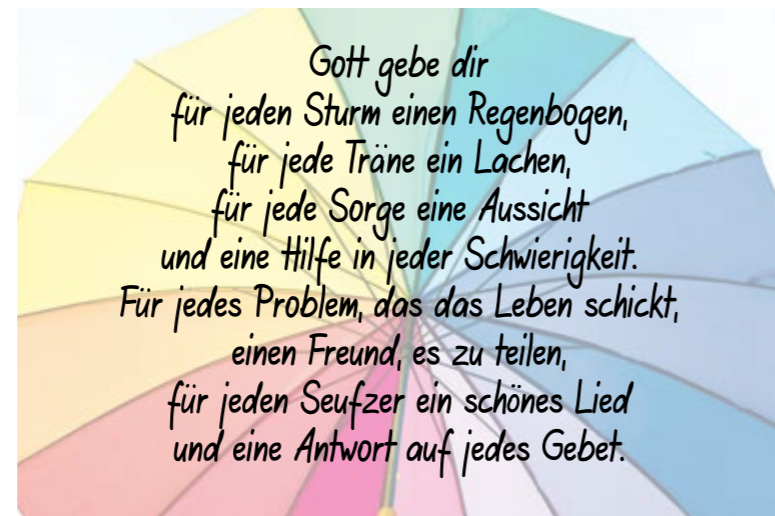 Gott gebe dir
für jeden Sturm einen Regenbogen,
für jede Träne ein Lachen,
für jede Sorge eine Aussicht
und eine Hilfe in jeder Schwierigkeit.
Für jedes Problem, das das Leben schickt,
einen Freund, es zu teilen,
für jeden Seufzer ein schönes Lied
und eine Antwort auf jedes Gebet.